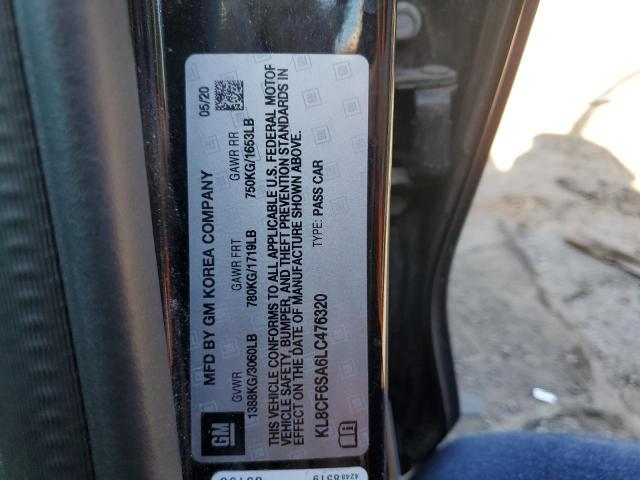 MFD BY GM KOREA COMPANY 05/20
GVWR GAWR FRT GAWR RR
1388KG/3060LB 780KG/1719LB 750KG/1653LB
THIS VEHICLE CONFORMS TO ALL APPLICABLE U.S. FEDERAL MOTOR
VEHICLE SAFETY, BUMPER, AND THEFT PREVENTION STANDARDS IN
EFFECT ON THE DATE OF MANUFACTURE SHOWN ABOVE.
TYPE: PASS CAR
KL8CF6SA6LC476320
GM